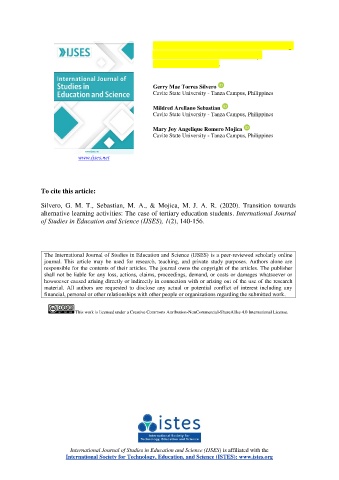 IJSES
International Journal of
Studies in
Education and Science
www.ijses.net
Gerry Mae Torres Silvero
Cavite State University - Tanza Campus, Philippines
Mildred Arellano Sebastian
Cavite State University - Tanza Campus, Philippines
Mary Joy Angelique Romero Mojica
Cavite State University - Tanza Campus, Philippines
To cite this article:
Silvero, G. M. T., Sebastian, M. A., & Mojica, M. J. A. R. (2020). Transition towards
alternative learning activities: The case of tertiary education students. International Journal
of Studies in Education and Science (IJSES), 1(2), 140-156.
The International Journal of Studies in Education and Science (IJSES) is a peer-reviewed scholarly online
journal. This article may be used for research, teaching, and private study purposes. Authors alone are
responsible for the contents of their articles. The journal owns the copyright of the articles. The publisher
shall not be liable for any loss, actions, claims, proceedings, demand, or costs or damages whatsoever or
howsoever caused arising directly or indirectly in connection with or arising out of the use of the research
material. All authors are requested to disclose any actual or potential conflict of interest including any
financial, personal or other relationships with other people or organizations regarding the submitted work.
This work is licensed under a Creative Commons Attribution-NonCommercial-ShareAlike 4.0 International License.
istes
International Society for
Technology, Education and Science
International Journal of Studies in Education and Science (IJSES) is affiliated with the
International Society for Technology, Education, and Science (ISTES): www.istes.org